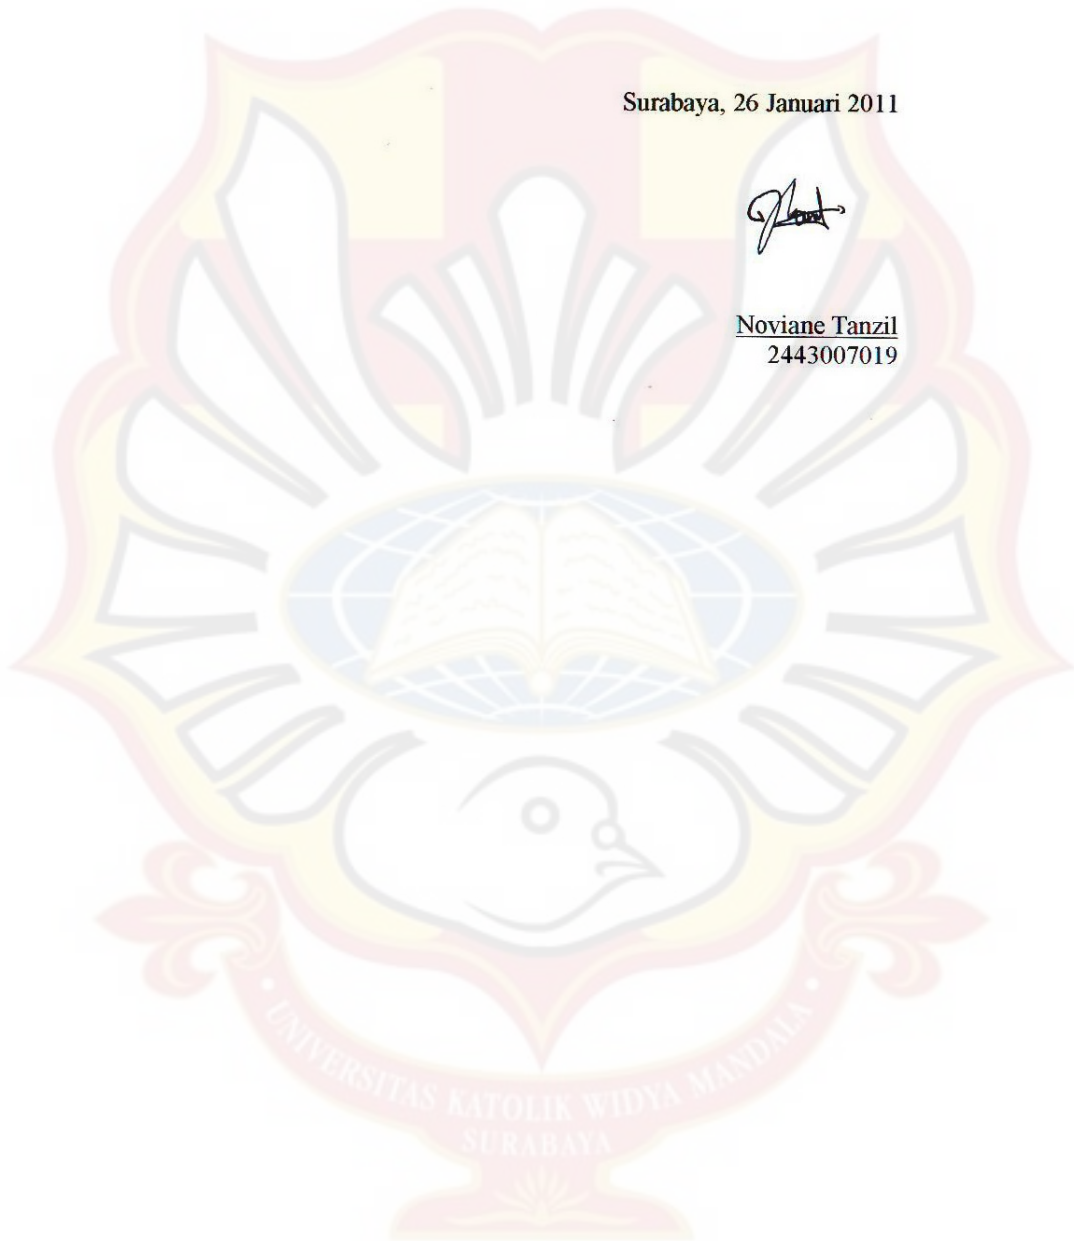 Surabaya, 26 Januari 2011
Noviane Tanzil
2443007019
UNIVERSITAS KATOLIK WIDYA MANDALA
SURABAYA